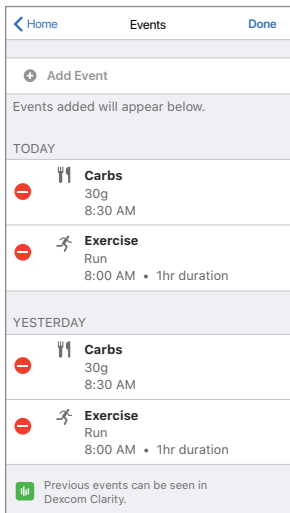 Home Events Done
Add Event
Events added will appear below.
TODAY
Carbs
30g
8:30 AM
Exercise
Run
8:00 AM • 1hr duration
YESTERDAY
Carbs
30g
8:30 AM
Exercise
Run
8:00 AM • 1hr duration
Previous events can be seen in
Dexcom Clarity.